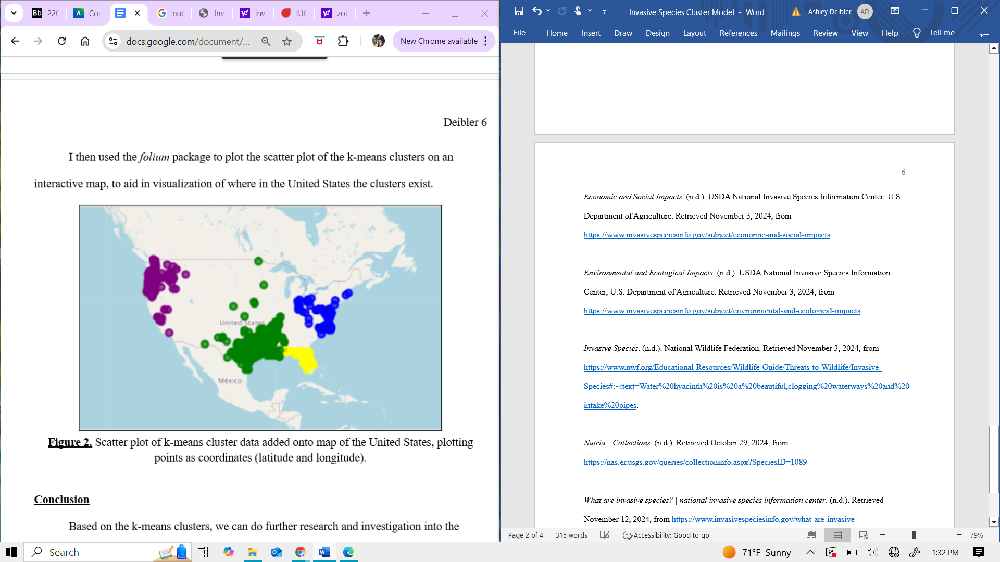 Bb
220
Con
nut
Inv
inv
IUC
zot
docs.google.com/document/...
New Chrome available
Deibler 6
I then used the folium package to plot the scatter plot of the k-means clusters on an
interactive map, to aid in visualization of where in the United States the clusters exist.
United States
México
Figure 2. Scatter plot of k-means cluster data added onto map of the United States, plotting
points as coordinates (latitude and longitude).
Conclusion
Based on the k-means clusters, we can do further research and investigation into the
Invasive Species Cluster Model - Word
Ashley Deibler
AD
File Home Insert Draw Design Layout References Mailings Review View Help Tell me
6
Economic and Social Impacts. (n.d.). USDA National Invasive Species Information Center; U.S.
Department of Agriculture. Retrieved November 3, 2024, from
https://www.invasivespeciesinfo.gov/subject/economic-and-social-impacts
Environmental and Ecological Impacts. (n.d.). USDA National Invasive Species Information
Center; U.S. Department of Agriculture. Retrieved November 3, 2024, from
https://www.invasivespeciesinfo.gov/subject/environmental-and-ecological-impacts
Invasive Species. (n.d.). National Wildlife Federation. Retrieved November 3, 2024, from
https://www.nwf.org/Educational-Resources/Wildlife-Guide/Threats-to-Wildlife/Invasive-
Species#:~:text=Water%20hyacinth%20is%20a%20beautiful,clogging%20waterways%20and%20
intake%20pipes.
Nutria—Collections. (n.d.). Retrieved October 29, 2024, from
https://nas.er.usgs.gov/queries/collectioninfo.aspx?SpeciesID=1089
What are invasive species? | national invasive species information center. (n.d.). Retrieved
November 12, 2024, from https://www.invasivespeciesinfo.gov/what-are-invasive-
Page 2 of 4 315 words Accessibility: Good to go 79%
Search
71°F Sunny
1:32 PM